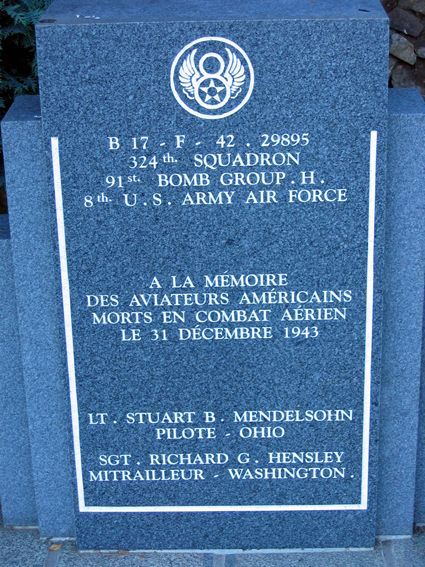 8
B 17 - F - 42 . 29895
324th. SQUADRON
91st. BOMB GROUP . H .
8th U . S . ARMY AIR FORCE
A LA MÉMOIRE
DES AVIATEURS AMÉRICAINS
MORTS EN COMBAT AÉRIEN
LE 31 DÉCEMBRE 1943
LT . STUART B . MENDELSOHN
PILOTE - OHIO
SGT . RICHARD G . HENSLEY
MITRAILLEUR - WASHINGTON .